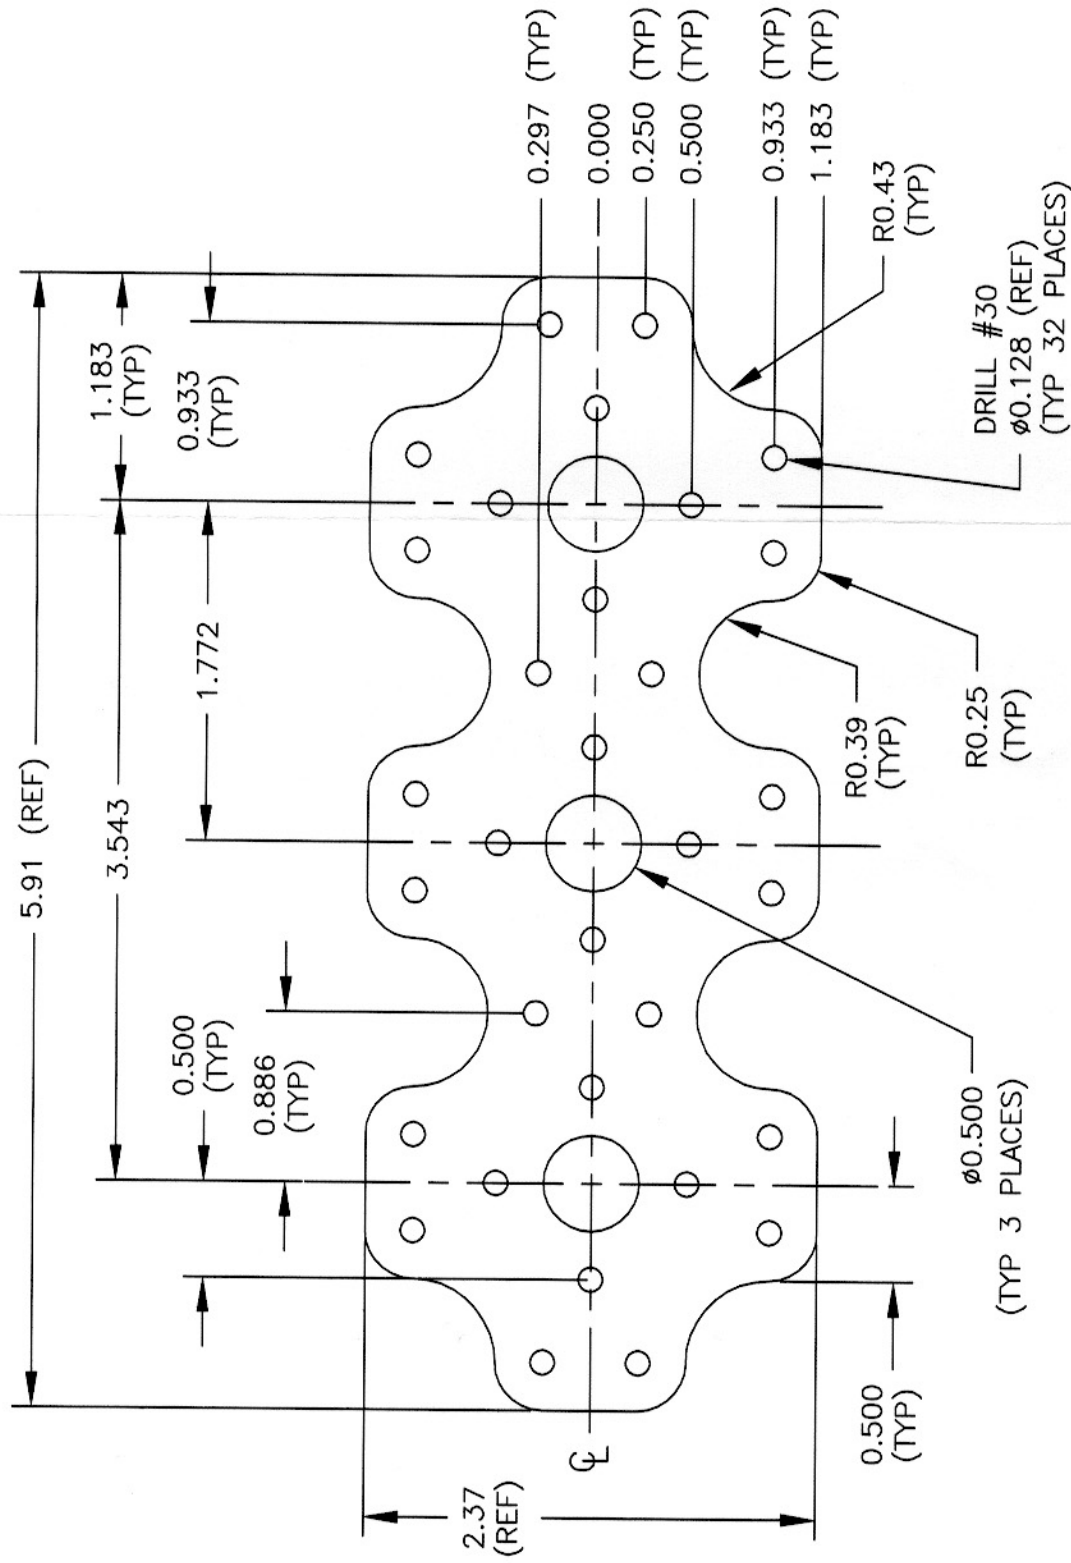 5.91 (REF)
3.543
1.183
(TYP)
0.933
(TYP)
1.772
0.500
(TYP)
0.886
(TYP)
0.297 (TYP)
0.000
0.250 (TYP)
0.500 (TYP)
0.933 (TYP)
1.183 (TYP)
R0.43
(TYP)
DRILL #30
ø0.128 (REF)
(TYP 32 PLACES)
R0.39
(TYP)
R0.25
(TYP)
ø0.500
(TYP 3 PLACES)
0.500
(TYP)
2.37
(REF)
℄